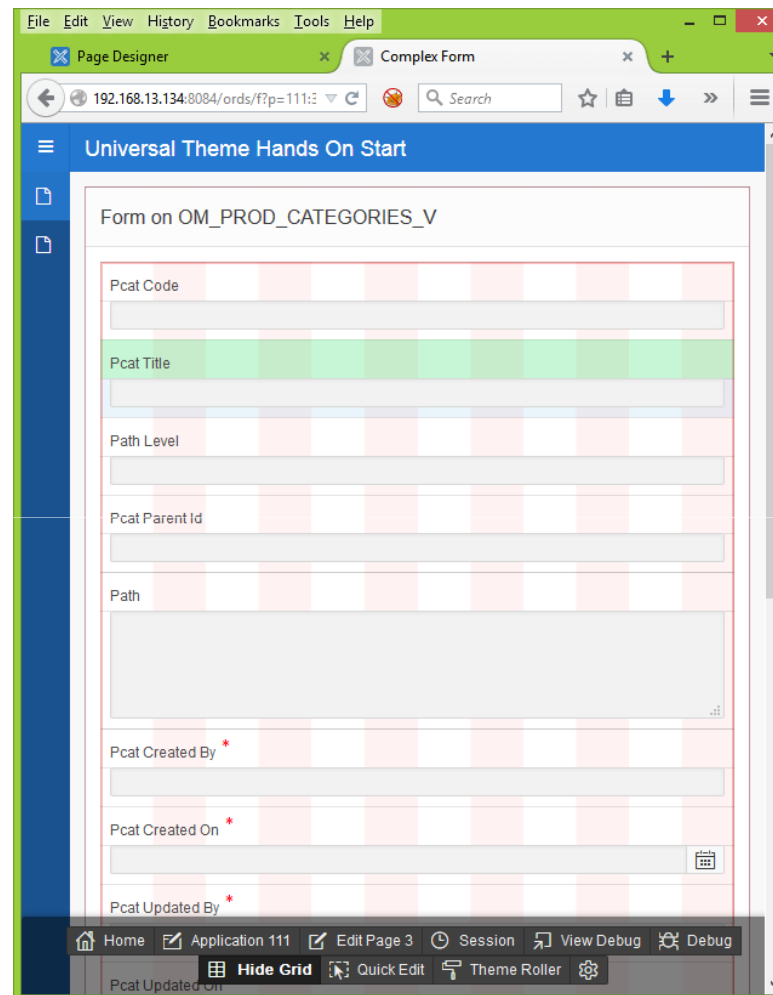 File Edit View History Bookmarks Tools Help
Page Designer Complex Form
192.168.13.134:8084/ords/f?p=111:3 Search
Universal Theme Hands On Start
Form on OM_PROD_CATEGORIES_V
Pcat Code
Pcat Title
Path Level
Pcat Parent Id
Path
Pcat Created By *
Pcat Created On *
Pcat Updated By *
Home Application 111 Edit Page 3 Session View Debug Debug
Hide Grid Quick Edit Theme Roller
Pcat Updated On